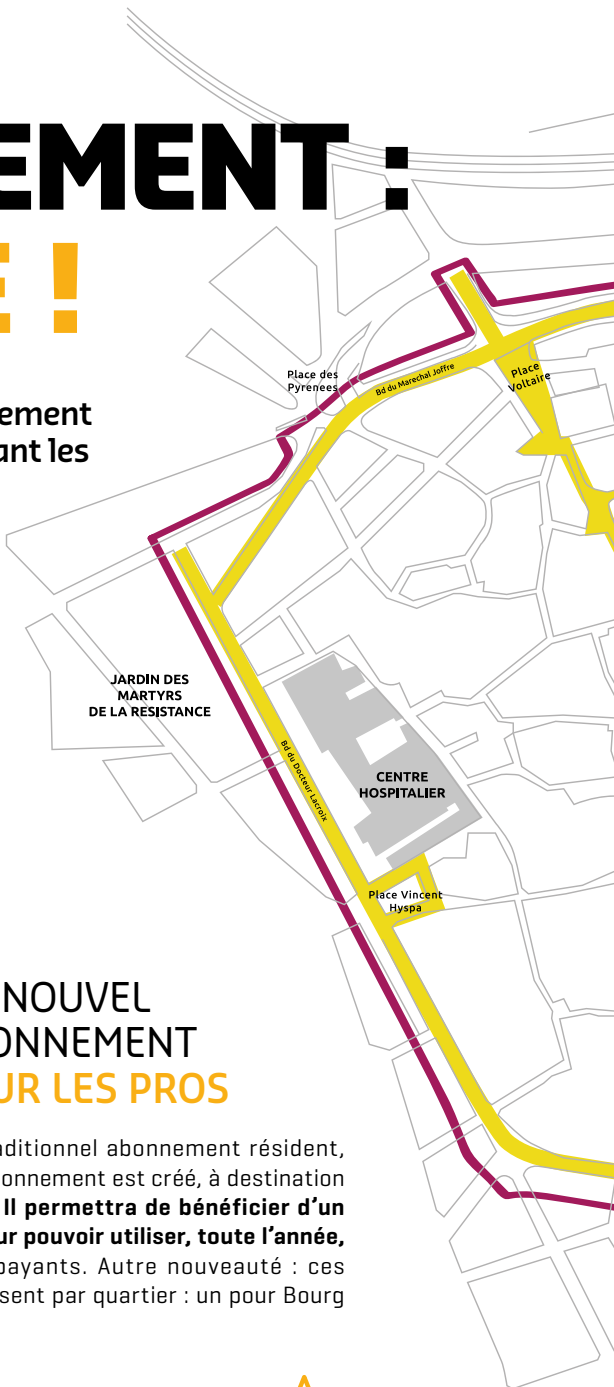 EMENT :
E !
ement
ant les
Place des
Pyrenees
Bd du Marechal Joffre
Place
Voltaire
JARDIN DES
MARTYRS
DE LA RESISTANCE
Bd du Docteur Lacroix
CENTRE
HOSPITALIER
Place Vincent
Hyspa
NOUVEL
ONNEMENT
UR LES PROS
aditionnel abonnement résident,
onnement est créé, à destination
Il permettra de bénéficier d’un
ur pouvoir utiliser, toute l’année,
payants. Autre nouveauté : ces
sent par quartier : un pour Bourg